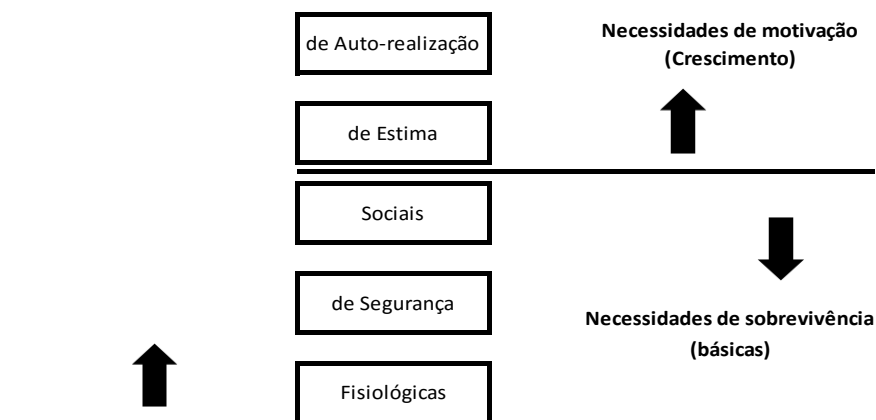 de Auto-realização
Necessidades de motivação
(Crescimento)
de Estima
Sociais
de Segurança
Necessidades de sobrevivência
(básicas)
Fisiológicas